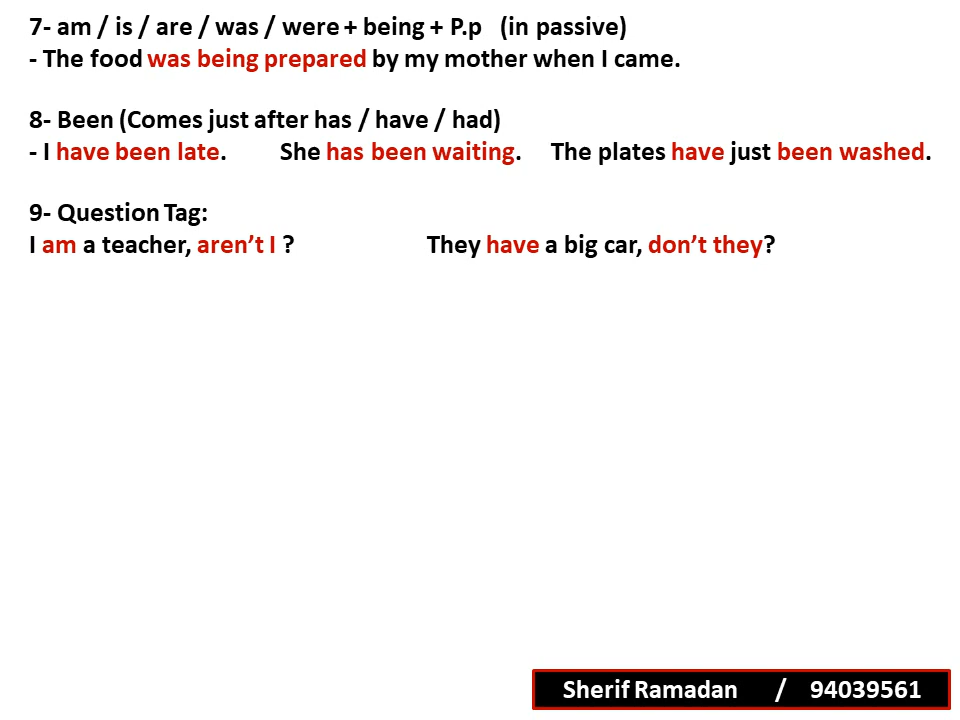 7- am / is / are / was / were + being + P.p (in passive)
- The food was being prepared by my mother when I came.
8- Been (Comes just after has / have / had)
- I have been late. She has been waiting. The plates have just been washed.
9- Question Tag:
I am a teacher, aren’t I ? They have a big car, don’t they?
Sherif Ramadan / 94039561